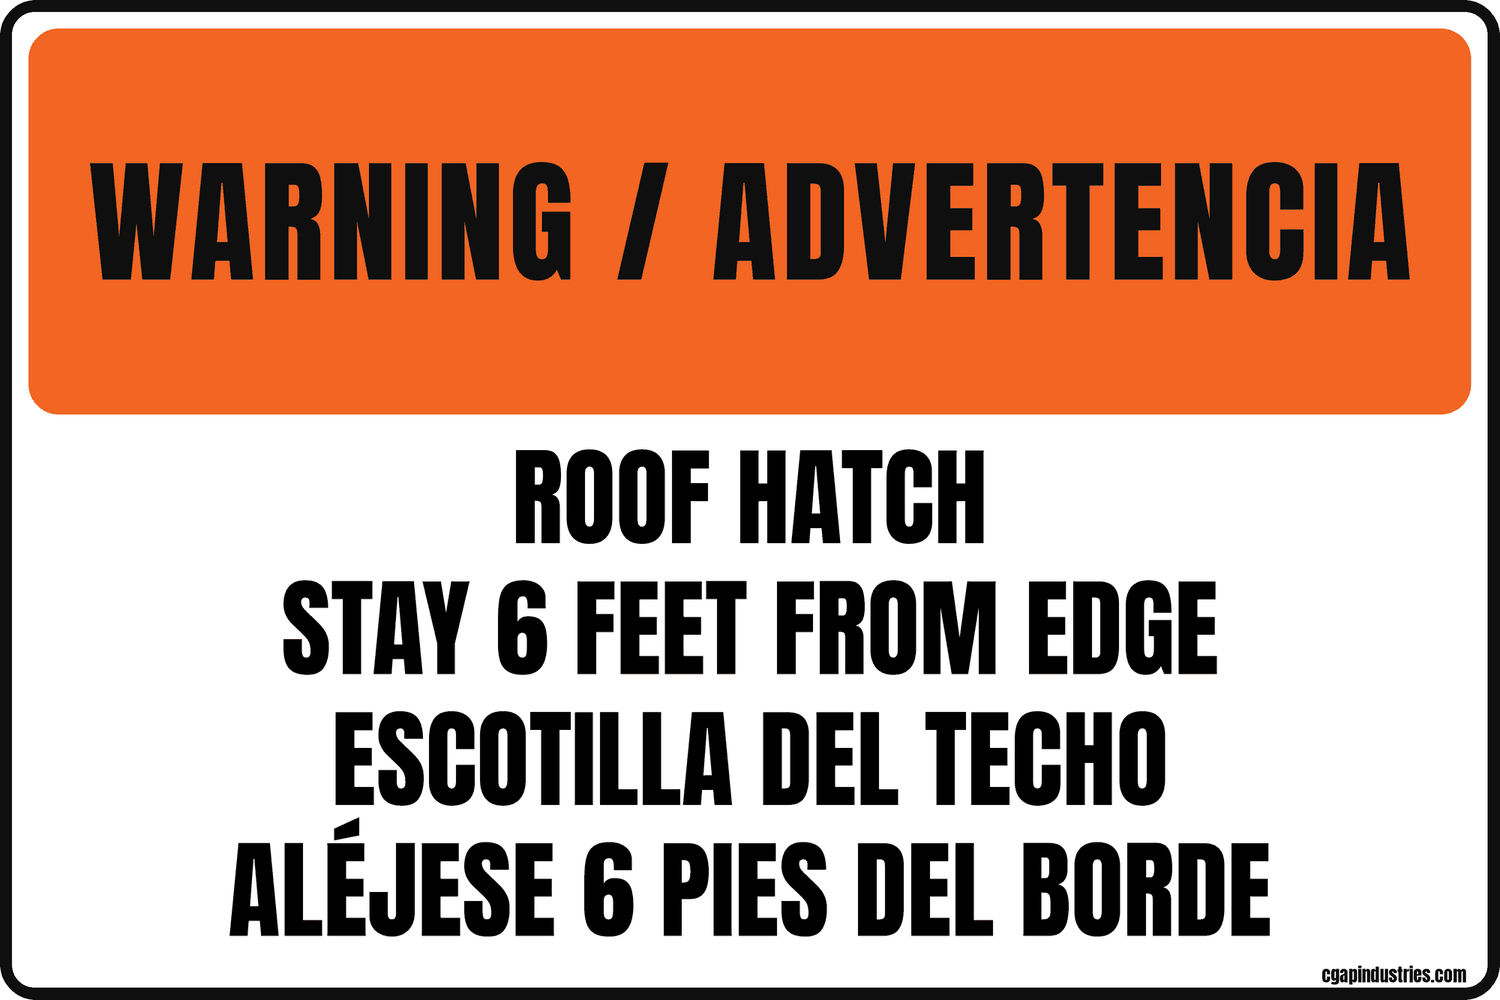 WARNING / ADVERTENCIA
ROOF HATCH
STAY 6 FEET FROM EDGE
ESCOTILLA DEL TECHO
ALÉJESE 6 PIES DEL BORDE
cgapindustries.com